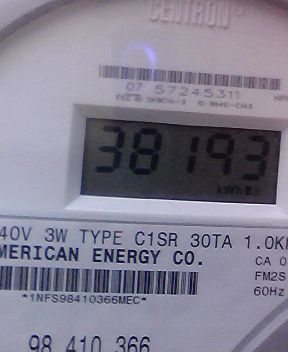 CENTRON
07 57245311
38193
kWh
40V 3W TYPE C1SR 30TA 1.0K
MERICAN ENERGY CO.
CA 0
FM2S
*1NFS98410366MEC*
60Hz
98 410 366